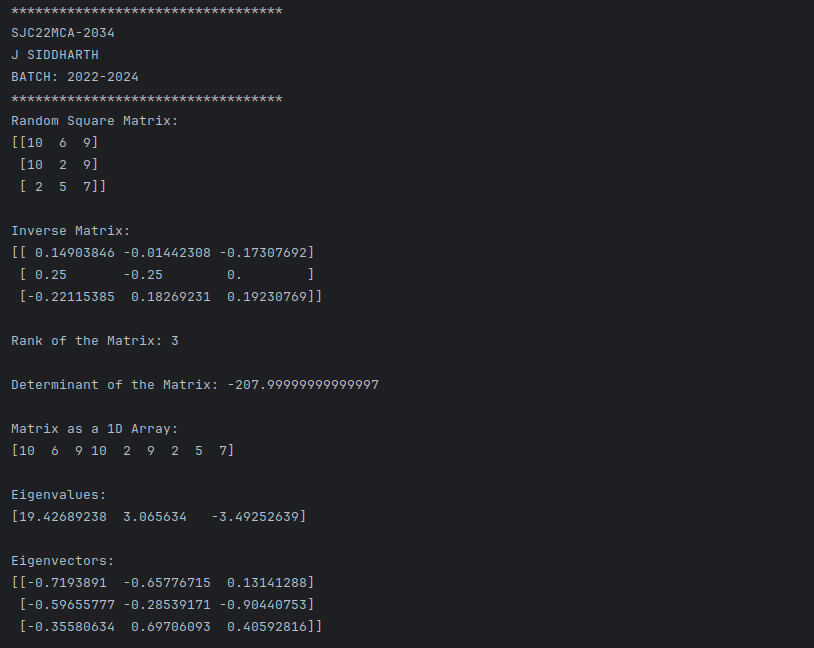 **********************************
SJC22MCA-2034
J SIDDHARTH
BATCH: 2022-2024
**********************************
Random Square Matrix:
[[10  6  9]
 [10  2  9]
 [ 2  5  7]]
Inverse Matrix:
[[ 0.14903846 -0.01442308 -0.17307692]
 [ 0.25       -0.25        0.        ]
 [-0.22115385  0.18269231  0.19230769]]
Rank of the Matrix: 3
Determinant of the Matrix: -207.99999999999997
Matrix as a 1D Array:
[10  6  9 10  2  9  2  5  7]
Eigenvalues:
[19.42689238  3.065634   -3.49252639]
Eigenvectors:
[[-0.7193891  -0.65776715  0.13141288]
 [-0.59655777 -0.28539171 -0.90440753]
 [-0.35580634  0.69706093  0.40592816]]